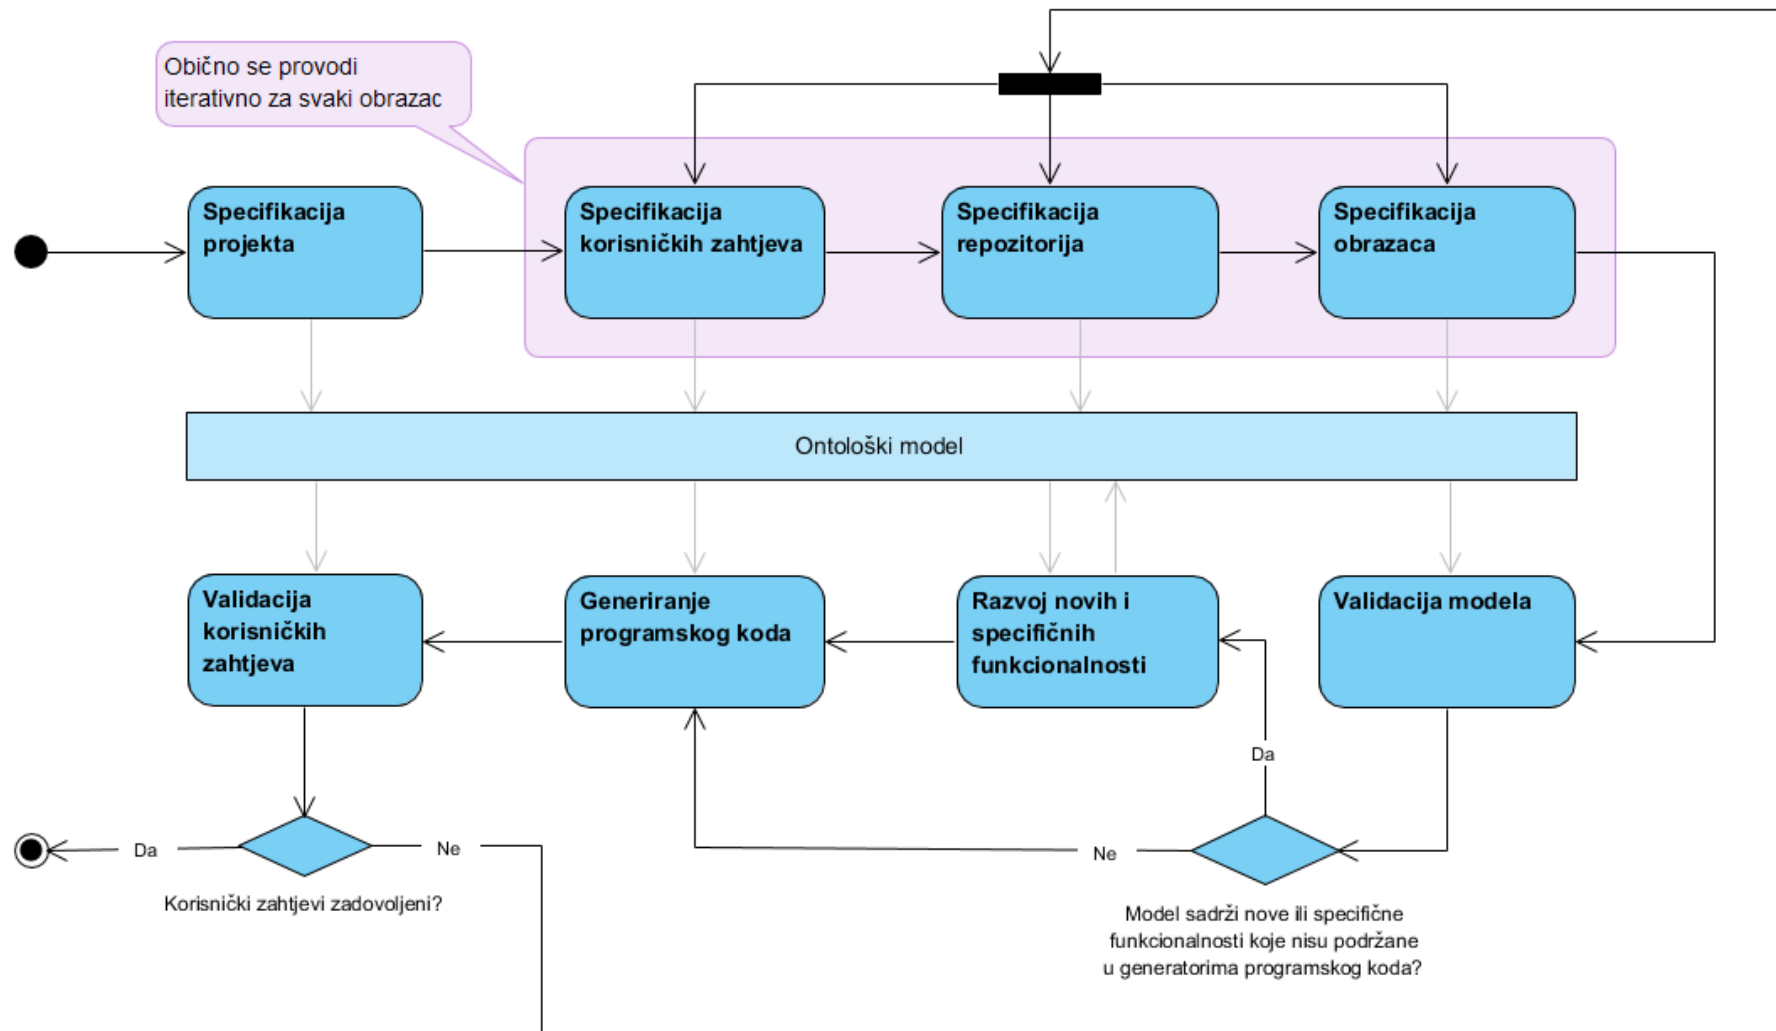 Obično se provodi
iterativno za svaki obrazac
Specifikacija
projekta
Specifikacija
korisničkih zahtjeva
Specifikacija
repozitorija
Specifikacija
obrazaca
Ontološki model
Validacija
korisničkih
zahtjeva
Generiranje
programskog koda
Razvoj novih i
specifičnih
funkcionalnosti
Validacija modela
Da
Da
Ne
Ne
Korisnički zahtjevi zadovoljeni?
Model sadrži nove ili specifične
funkcionalnosti koje nisu podržane
u generatorima programskog koda?